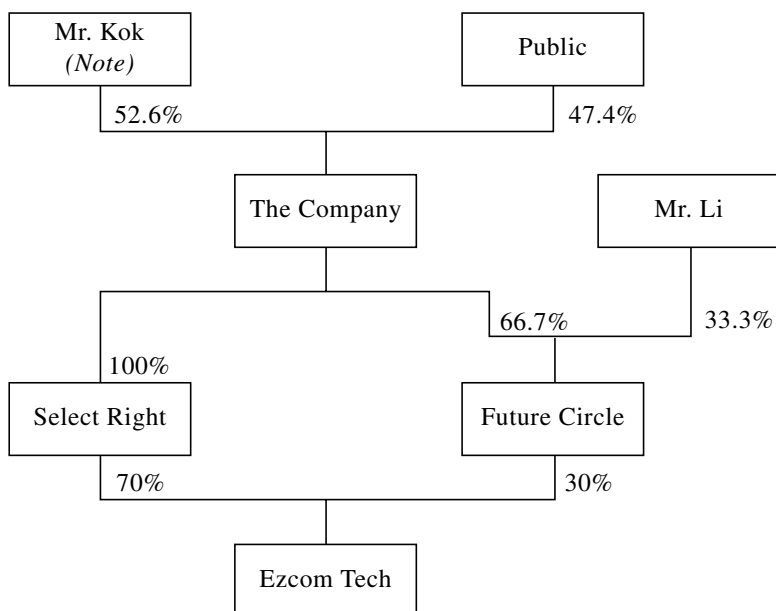 Mr. Kok
(Note)
Public
52.6%
47.4%
The Company
Mr. Li
66.7%
33.3%
100%
Select Right
Future Circle
70%
30%
Ezcom Tech